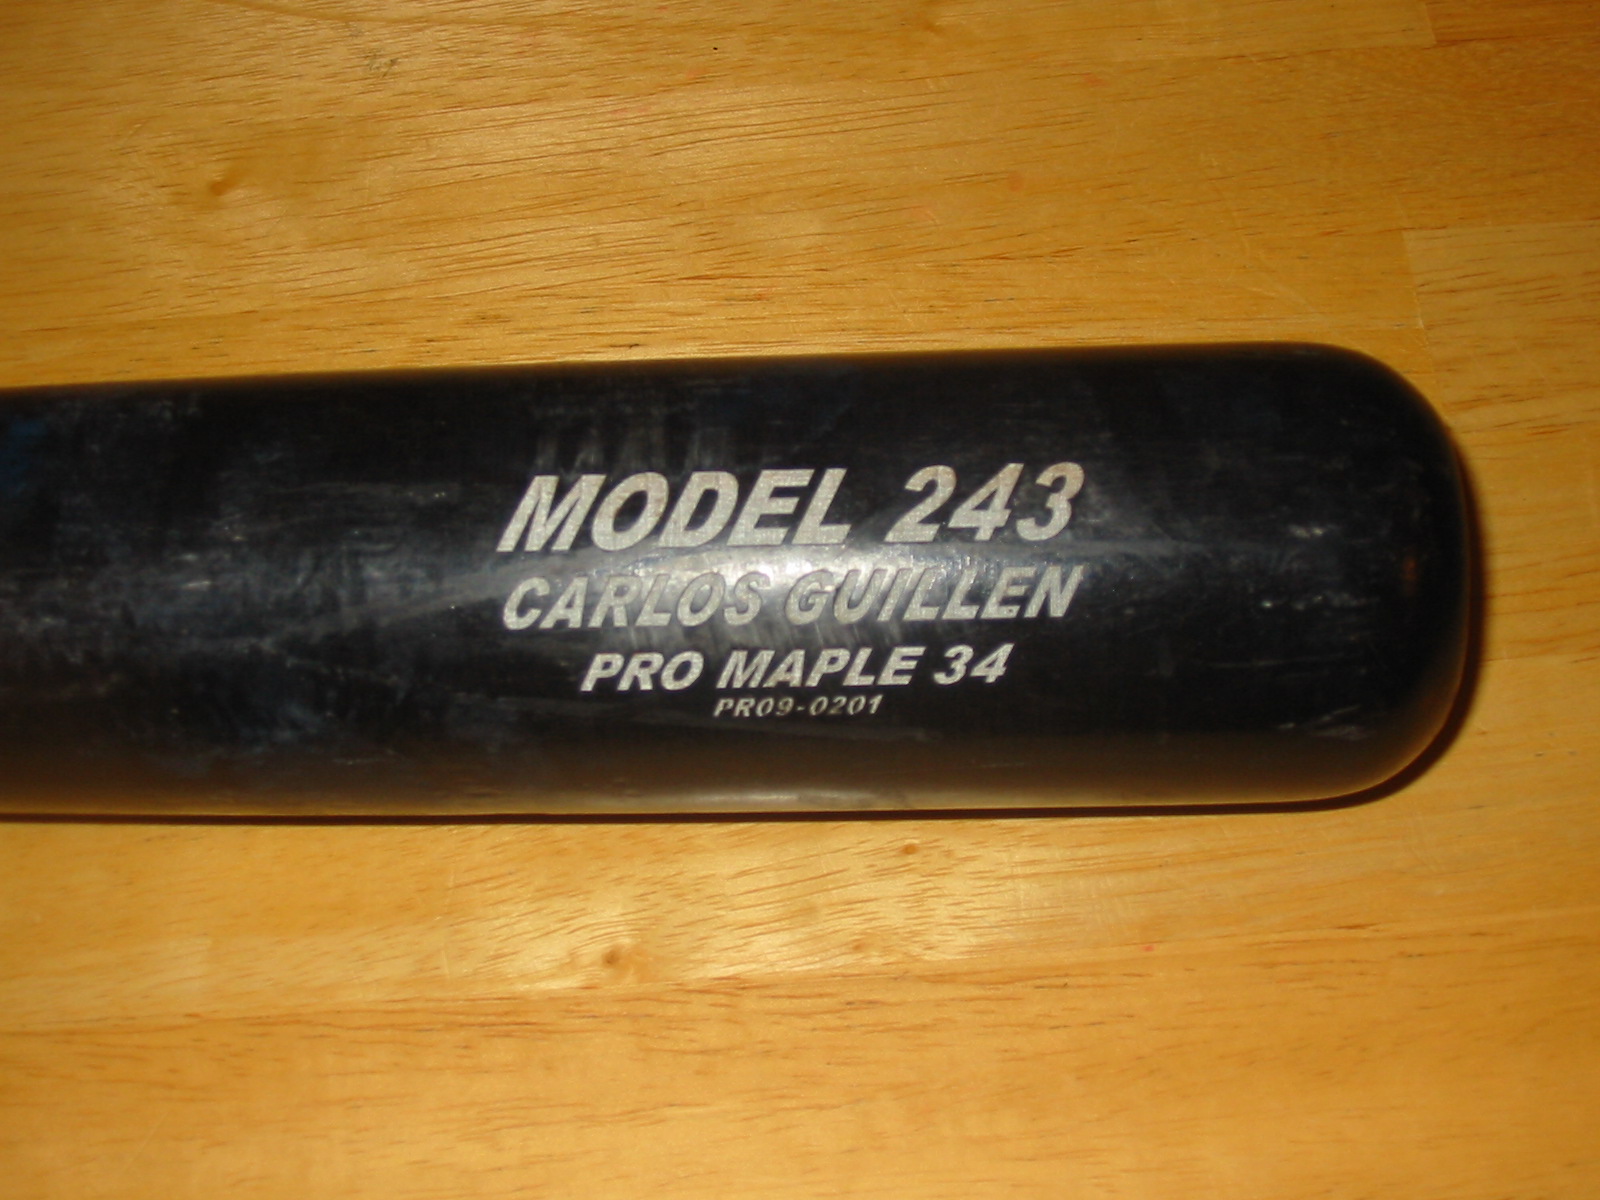 MODEL 243
CARLOS GUILLEN
PRO MAPLE 34
PR09-0201